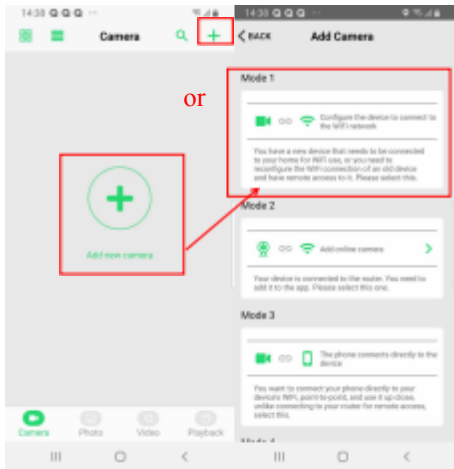 14:38
Camera
or
Add new camera
Camera Photo Video Playback
14:38
BACK Add Camera
Mode 1
Configure the device to connect to
the WiFi network
You have a new device that needs to be connected
to your home for WiFi use, or you need to
reconfigure the WiFi connection of an old device
and have remote access to it. Please select this.
Mode 2
Add online camera
Your device is connected to the router. You need to
add it to the app. Please select this one.
Mode 3
The phone connects directly to the
device
You want to connect your phone directly to your
device's WiFi, point-to-point, and use it up close,
unlike connecting to your router for remote access,
select this.